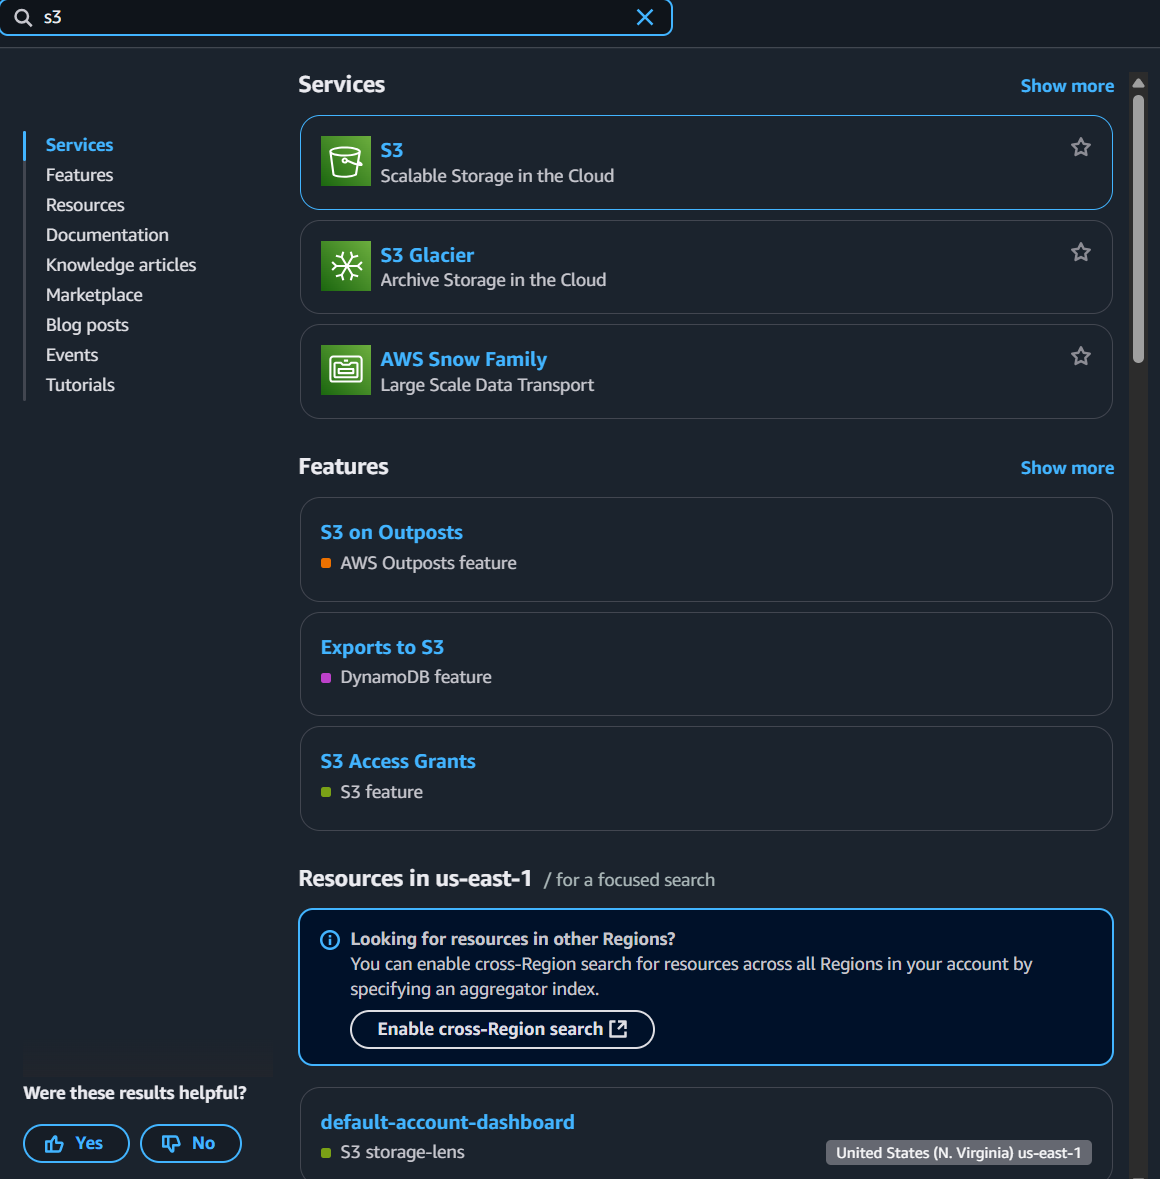 s3
Services
Features
Resources
Documentation
Knowledge articles
Marketplace
Blog posts
Events
Tutorials
Services
Show more
S3
Scalable Storage in the Cloud
S3 Glacier
Archive Storage in the Cloud
AWS Snow Family
Large Scale Data Transport
Features
Show more
S3 on Outposts
AWS Outposts feature
Exports to S3
DynamoDB feature
S3 Access Grants
S3 feature
Resources in us-east-1 / for a focused search
Looking for resources in other Regions?
You can enable cross-Region search for resources across all Regions in your account by
specifying an aggregator index.
Enable cross-Region search
default-account-dashboard
S3 storage-lens
United States (N. Virginia) us-east-1
Were these results helpful?
Yes
No